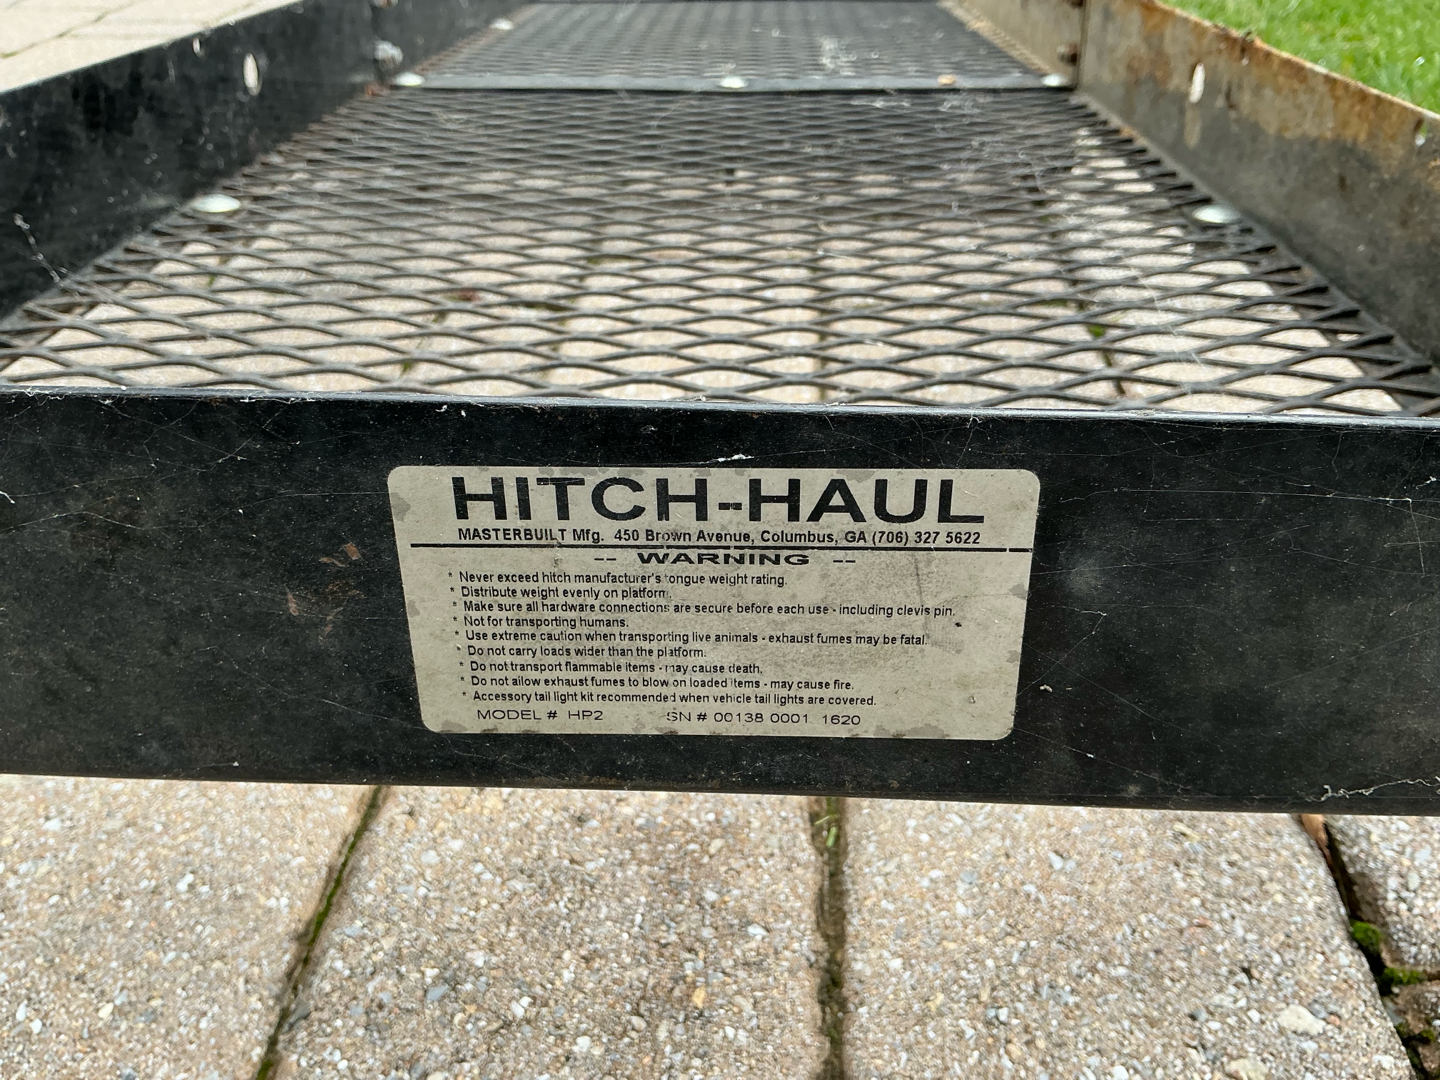 HITCH-HAUL
MASTERBUILT Mfg. 450 Brown Avenue, Columbus, GA (706) 327 5622
-- WARNING --
* Never exceed hitch manufacturer's tongue weight rating.
* Distribute weight evenly on platform.
* Make sure all hardware connections are secure before each use - including clevis pin.
* Not for transporting humans.
* Use extreme caution when transporting live animals - exhaust fumes may be fatal.
* Do not carry loads wider than the platform.
* Do not transport flammable items - may cause death.
* Do not allow exhaust fumes to blow on loaded items - may cause fire.
* Accessory tail light kit recommended when vehicle tail lights are covered.
MODEL # HP2 SN # 00138 0001 1620